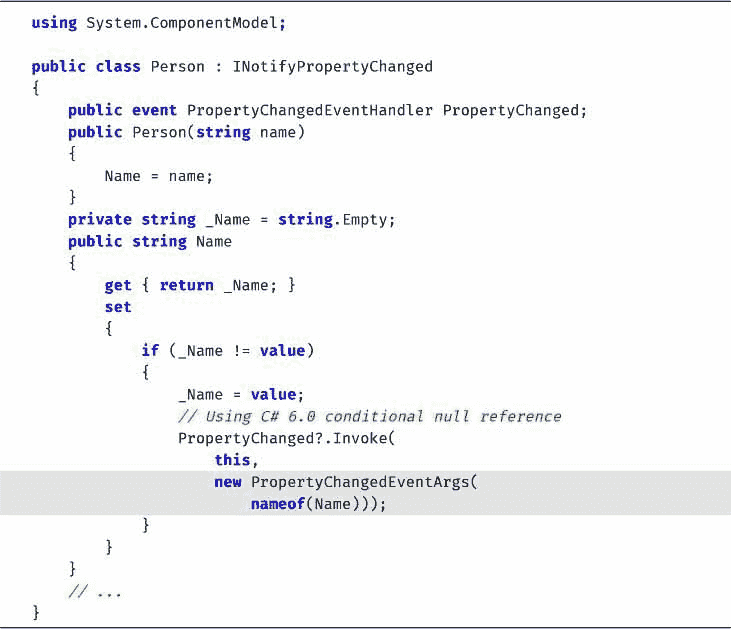 using System.ComponentModel;
public class Person : INotifyPropertyChanged
{
    public event PropertyChangedEventHandler PropertyChanged;
    public Person(string name)
    {
        Name = name;
    }
    private string _Name = string.Empty;
    public string Name
    {
        get { return _Name; }
        set
        {
            if (_Name != value)
            {
                _Name = value;
                // Using C# 6.0 conditional null reference
                PropertyChanged?.Invoke(
                    this,
                    new PropertyChangedEventArgs(
                        nameof(Name)));
            }
        }
    }
    // ...
}